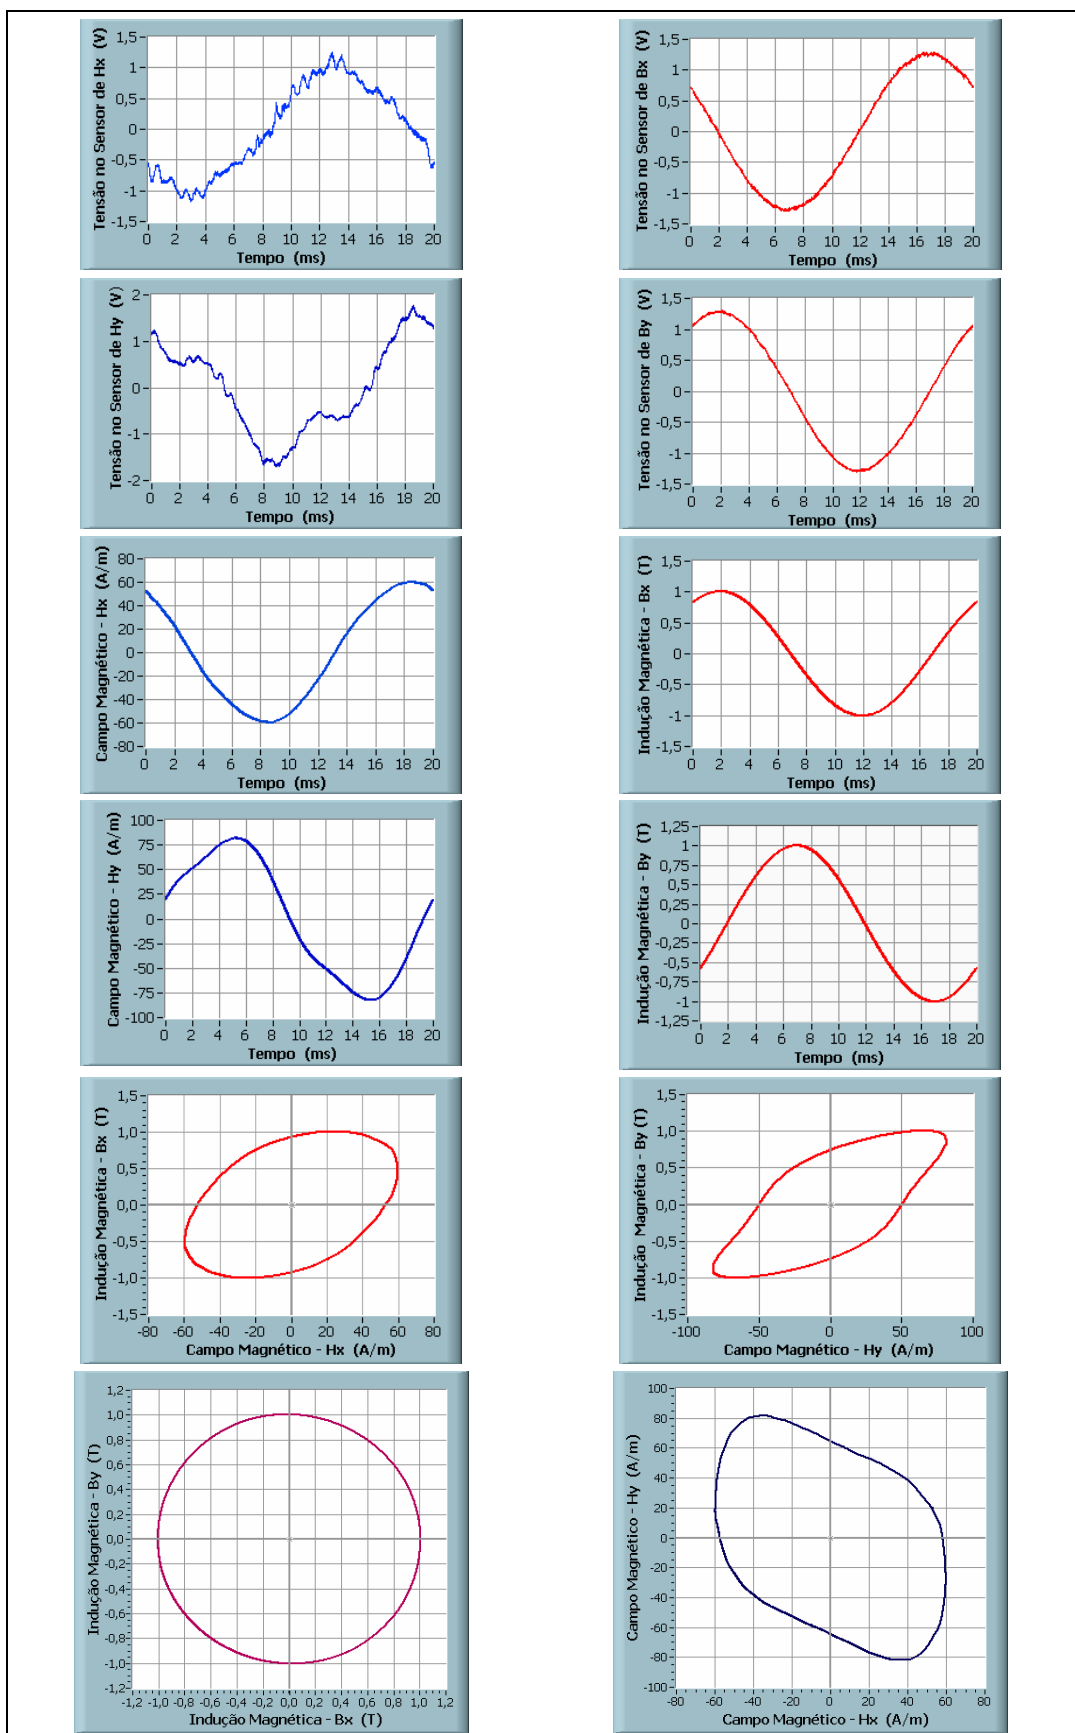 Tensão no Sensor de Hx (V)
1,5
1
0,5
0
-0,5
-1
-1,5
0 2 4 6 8 10 12 14 16 18 20
Tempo (ms)
Tensão no Sensor de Bx (V)
1,5
1
0,5
0
-0,5
-1
-1,5
0 2 4 6 8 10 12 14 16 18 20
Tempo (ms)
Tensão no Sensor de Hy (V)
2
1
0
-1
-2
0 2 4 6 8 10 12 14 16 18 20
Tempo (ms)
Tensão no Sensor de By (V)
1,5
1
0,5
0
-0,5
-1
-1,5
0 2 4 6 8 10 12 14 16 18 20
Tempo (ms)
Campo Magnético - Hx (A/m)
80
60
40
20
0
-20
-40
-60
-80
0 2 4 6 8 10 12 14 16 18 20
Tempo (ms)
Indução Magnética - Bx (T)
1,5
1
0,5
0
-0,5
-1
-1,5
0 2 4 6 8 10 12 14 16 18 20
Tempo (ms)
Campo Magnético - Hy (A/m)
100
75
50
25
0
-25
-50
-75
-100
0 2 4 6 8 10 12 14 16 18 20
Tempo (ms)
Indução Magnética - By (T)
1,25
1
0,75
0,5
0,25
0
-0,25
-0,5
-0,75
-1
-1,25
0 2 4 6 8 10 12 14 16 18 20
Tempo (ms)
Indução Magnética - Bx (T)
1,5
1,0
0,5
0,0
-0,5
-1,0
-1,5
-80 -60 -40 -20 0 20 40 60 80
Campo Magnético - Hx (A/m)
Indução Magnética - By (T)
1,5
1,0
0,5
0,0
-0,5
-1,0
-1,5
-100 -50 0 50 100
Campo Magnético - Hy (A/m)
Indução Magnética - By (T)
1,2
1,0
0,8
0,6
0,4
0,2
0,0
-0,2
-0,4
-0,6
-0,8
-1,0
-1,2
-1,2 -1,0 -0,8 -0,6 -0,4 -0,2 0,0 0,2 0,4 0,6 0,8 1,0 1,2
Indução Magnética - Bx (T)
Campo Magnético - Hy (A/m)
100
80
60
40
20
0
-20
-40
-60
-80
-100
-80 -60 -40 -20 0 20 40 60 80
Campo Magnético - Hx (A/m)